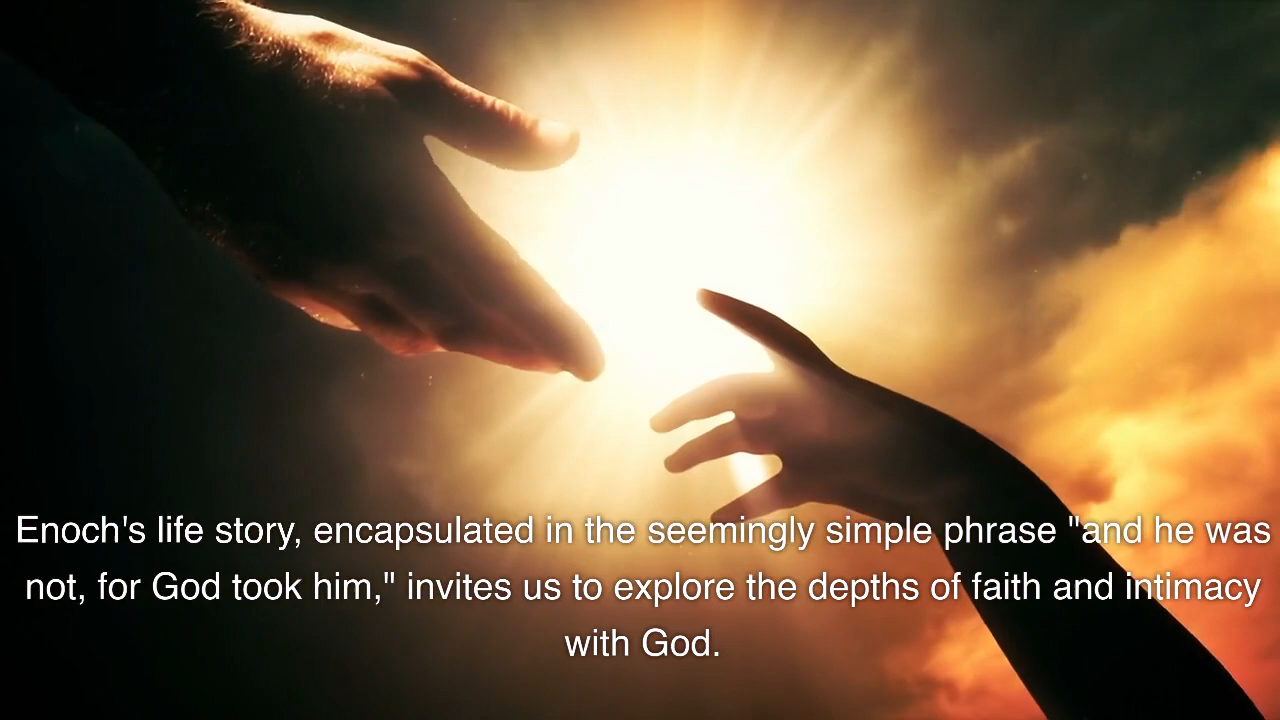 Enoch's life story, encapsulated in the seemingly simple phrase "and he was
not, for God took him," invites us to explore the depths of faith and intimacy
with God.